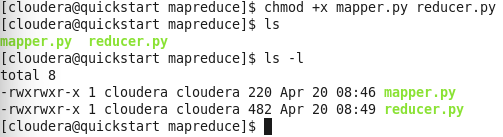 [cloudera@quickstart mapreduce]$ chmod +x mapper.py reducer.py
[cloudera@quickstart mapreduce]$ ls
mapper.py  reducer.py
[cloudera@quickstart mapreduce]$ ls -l
total 8
-rwxrwxr-x 1 cloudera cloudera 220 Apr 20 08:46 mapper.py
-rwxrwxr-x 1 cloudera cloudera 482 Apr 20 08:49 reducer.py
[cloudera@quickstart mapreduce]$